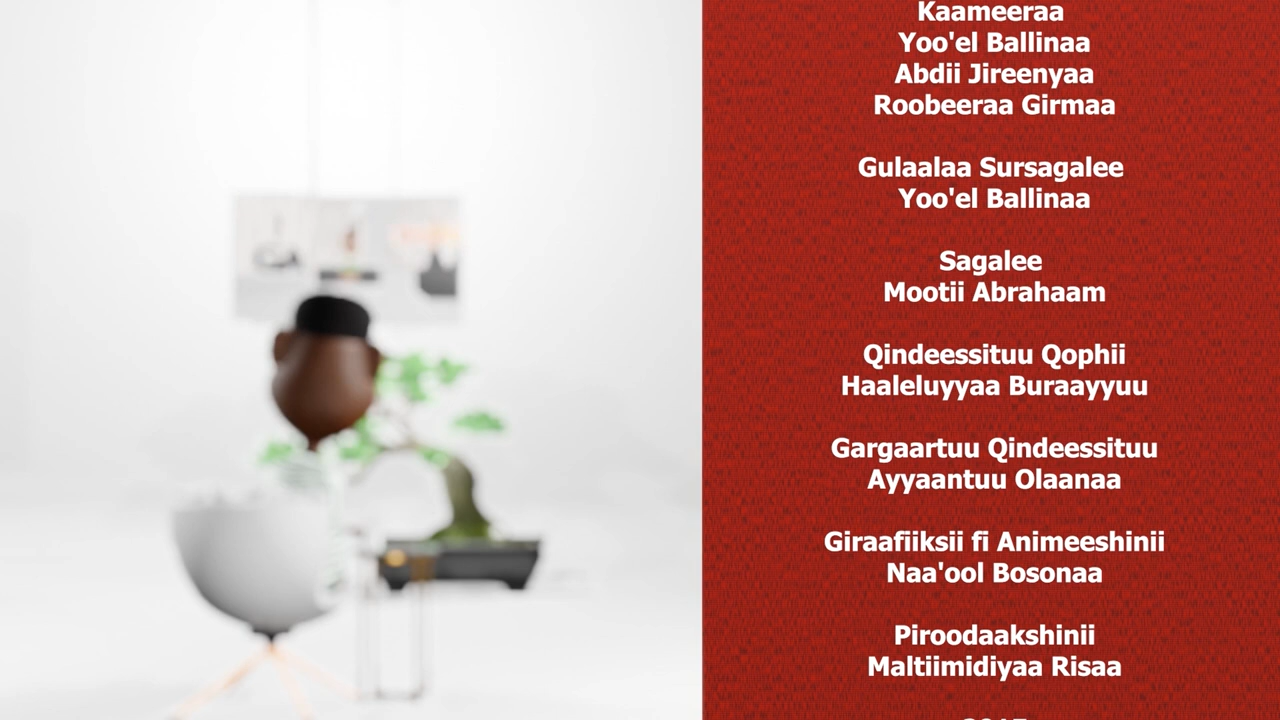 Kaameeraa
Yoo'el Ballinaa
Abdii Jireenyaa
Roobeeraa Girmaa
Gulaalaa Sursagalee
Yoo'el Ballinaa
Sagalee
Mootii Abrahaam
Qindeessituu Qophii
Haaleluyyaa Buraayyuu
Gargaartuu Qindeessituu
Ayyaantuu Olaanaa
Giraafiiksii fi Animeeshinii
Naa'ool Bosonaa
Piroodaakshinii
Maltiimidiyaa Risaa